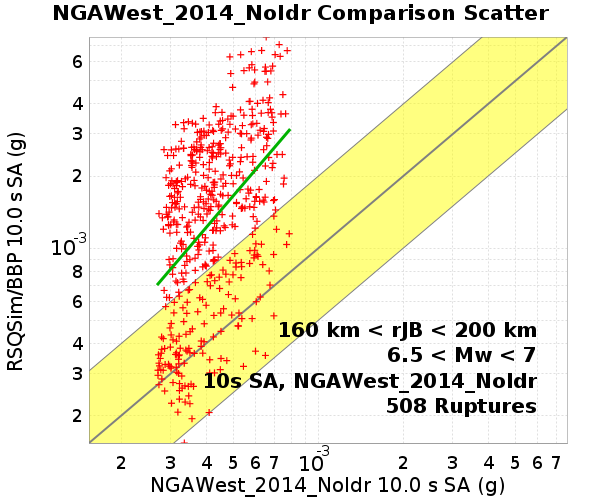 NGAWest_2014_NoIdr Comparison Scatter
RSQSim/BBP 10.0 s SA (g)
6
4
3
2
10-3
8
6
4
3
2
160 km < rJB < 200 km
6.5 < Mw < 7
10s SA, NGAWest_2014_NoIdr
508 Ruptures
2 3 4 5 6 7 10-3 2 3 4 5 6 7
NGAWest_2014_NoIdr 10.0 s SA (g)